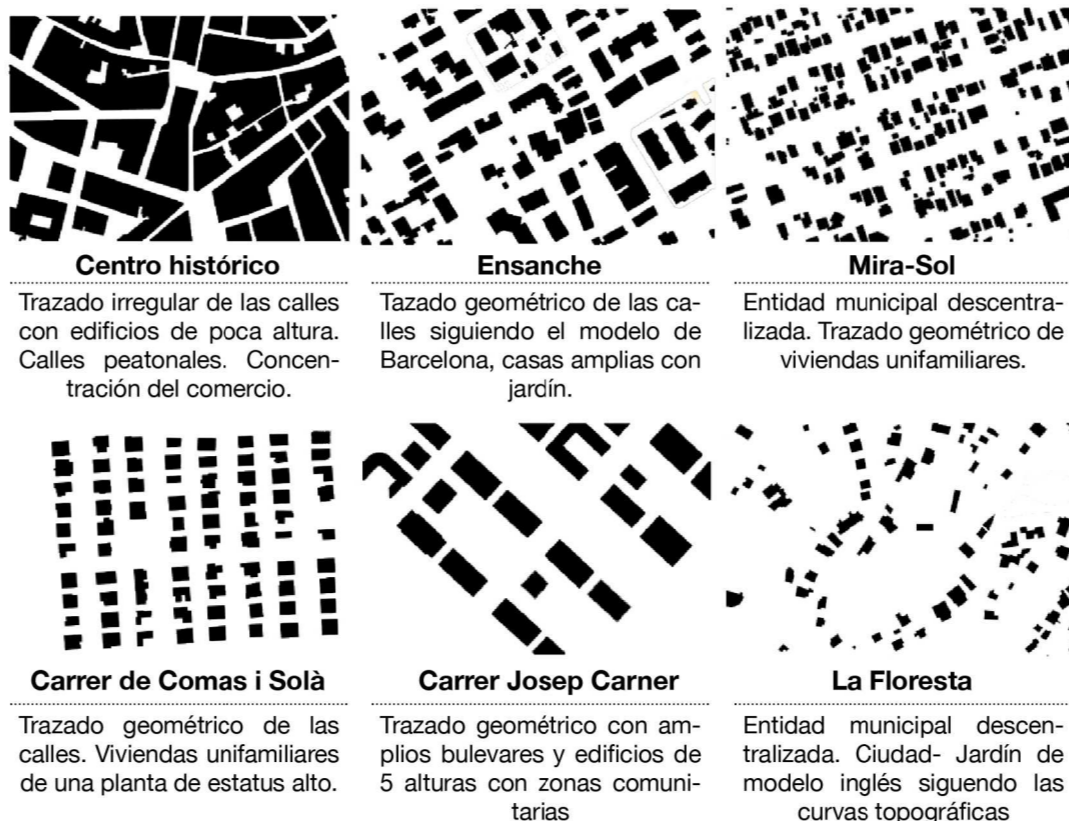 Centro histórico
Trazado irregular de las calles
con edificios de poca altura.
Calles peatonales. Concen-
tración del comercio.
Ensanche
Tazado geométrico de las ca-
lles siguiendo el modelo de
Barcelona, casas amplias con
jardín.
Mira-Sol
Entidad municipal descentra-
lizada. Trazado geométrico de
viviendas unifamiliares.
Carrer de Comas i Solà
Trazado geométrico de las
calles. Viviendas unifamiliares
de una planta de estatus alto.
Carrer Josep Carner
Trazado geométrico con am-
plios bulevares y edificios de
5 alturas con zonas comuni-
tarias
La Floresta
Entidad municipal descen-
tralizada. Ciudad- Jardín de
modelo inglés siguendo las
curvas topográficas